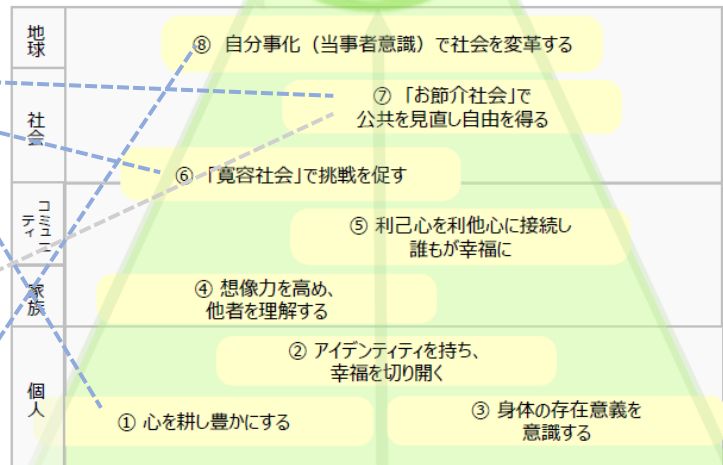 地球
⑧ 自分事化（当事者意識）で社会を変革する
社会
⑦ 「お節介社会」で
公共を見直し自由を得る
⑥ 「寛容社会」で挑戦を促す
コミュニティ
⑤ 利己心を利他心に接続し
誰もが幸福に
家族
④ 想像力を高め、
他者を理解する
個人
② アイデンティティを持ち、
幸福を切り開く
① 心を耕し豊かにする
③ 身体の存在意義を
意識する